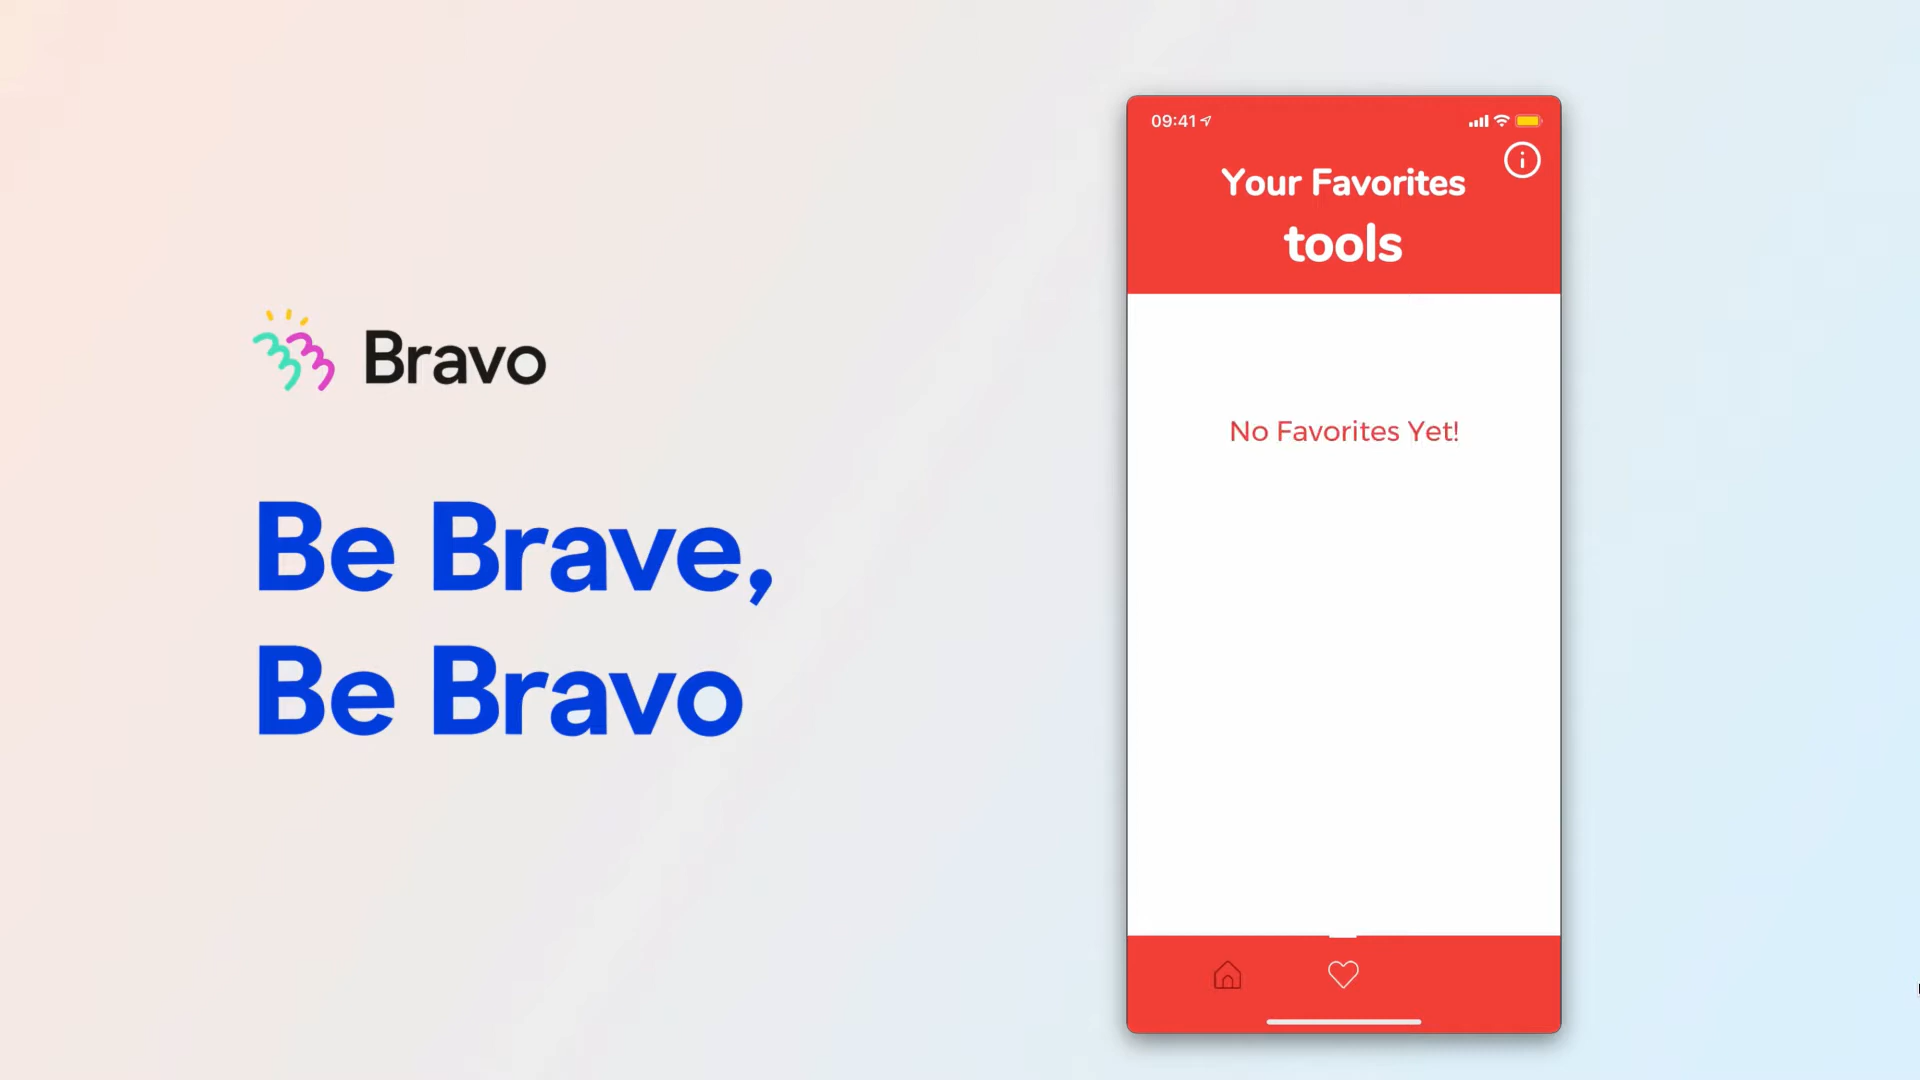 Bravo
Be Brave,
Be Bravo
09:41
Your Favorites
tools
No Favorites Yet!